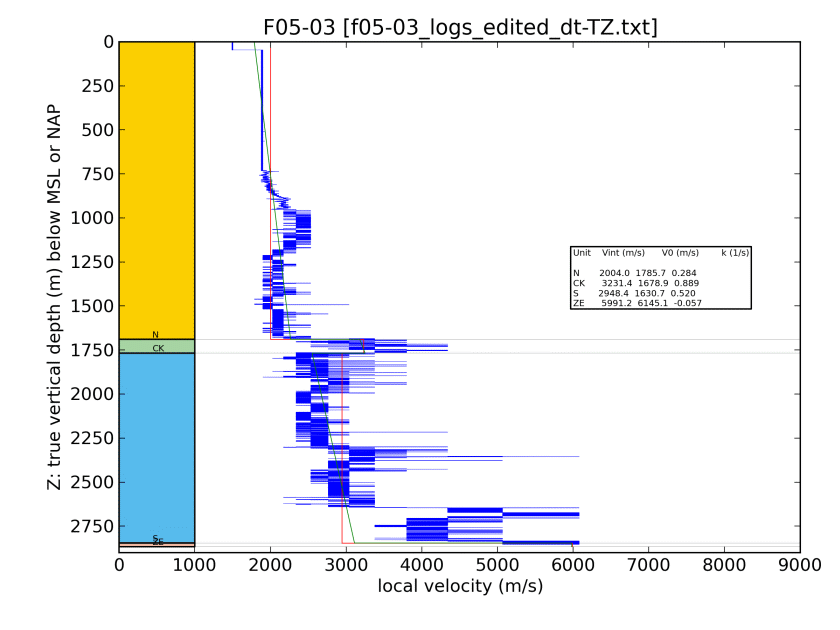 F05-03 [f05-03_logs_edited_dt-TZ.txt]
Z: true vertical depth (m) below MSL or NAP
0
250
500
750
1000
1250
1500
1750
2000
2250
2500
2750
N
CK
S
ZE
Unit Vint (m/s) V0 (m/s) k (1/s)
N 2004.0 1785.7 0.284
CK 3231.4 1678.9 0.889
S 2948.4 1630.7 0.520
ZE 5991.2 6145.1 -0.057
0 1000 2000 3000 4000 5000 6000 7000 8000 9000
local velocity (m/s)